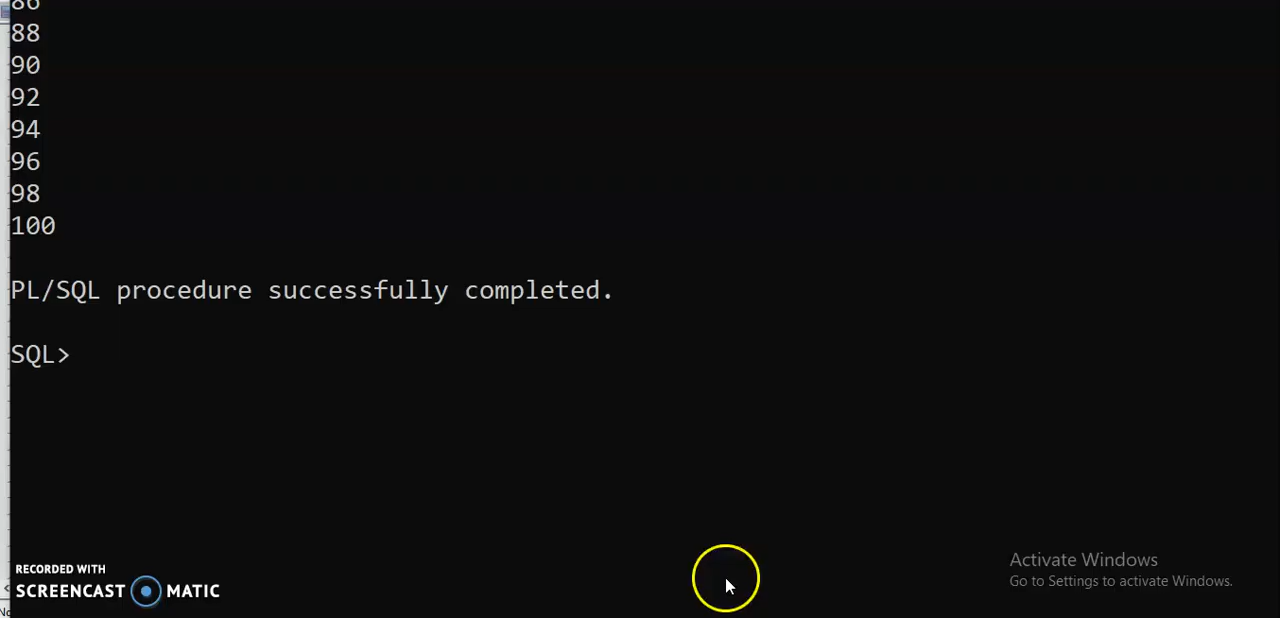 86
88
90
92
94
96
98
100
PL/SQL procedure successfully completed.
SQL>
Activate Windows
Go to Settings to activate Windows.
RECORDED WITH
SCREENCAST MATIC